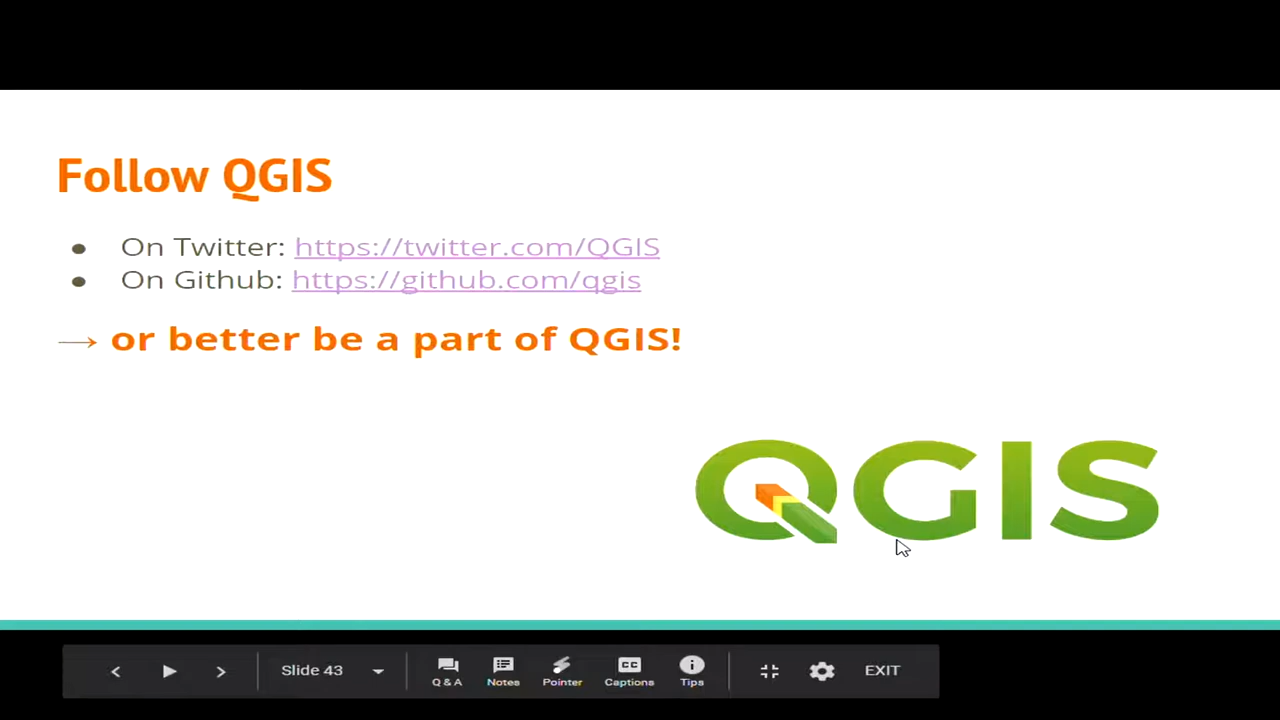 Follow QGIS
● On Twitter: https://twitter.com/QGIS
● On Github: https://github.com/qgis
→ or better be a part of QGIS!
QGIS
Slide 43
Q & A Notes Pointer Captions Tips
CC
EXIT